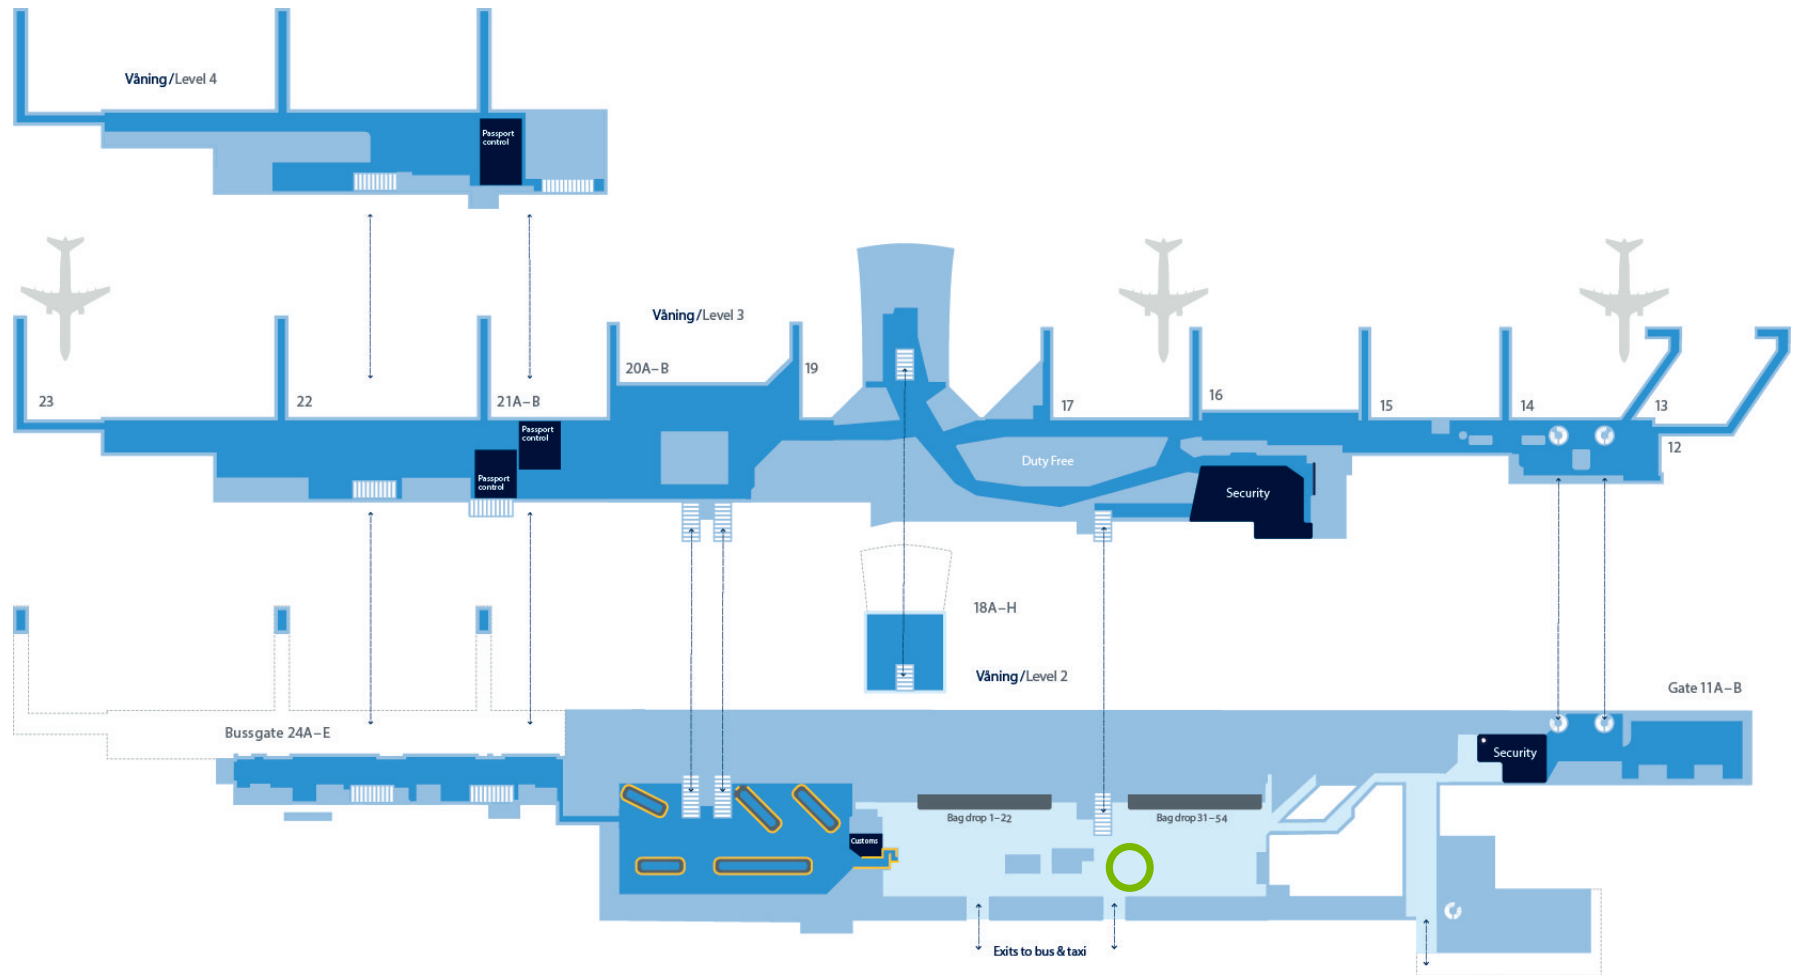 Våning/Level 4
Passport
control
Våning/Level 3
20A–B
19
23
22
21A–B
17
16
15
14
13
12
Passport
control
Passport
control
Duty Free
Security
18A–H
Våning/Level 2
Gate 11A–B
Bussgate 24A–E
Security
Bag drop 1–22
Bag drop 31–54
Customs
Exits to bus & taxi